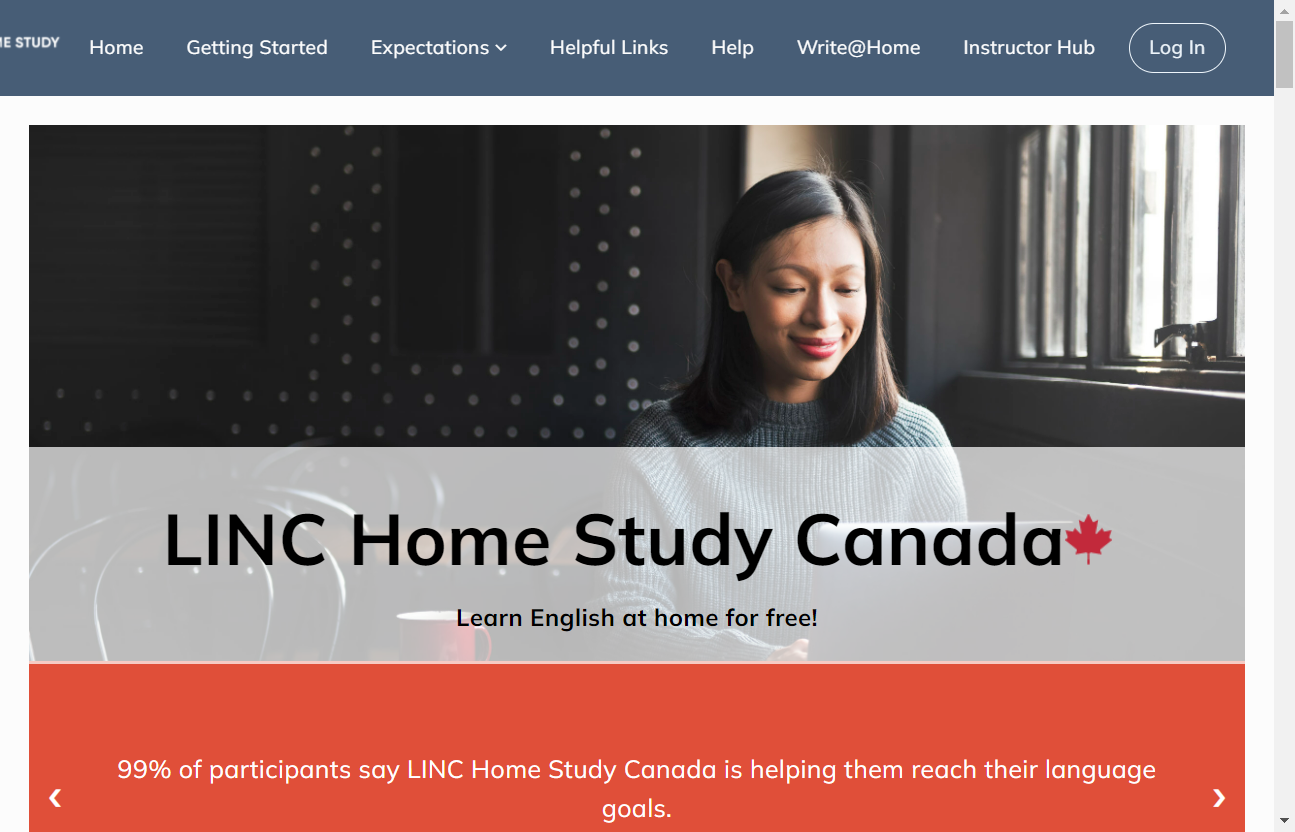 STUDY
Home
Getting Started
Expectations
Helpful Links
Help
Write@Home
Instructor Hub
Log In
LINC Home Study Canada
Learn English at home for free!
99% of participants say LINC Home Study Canada is helping them reach their language
goals.